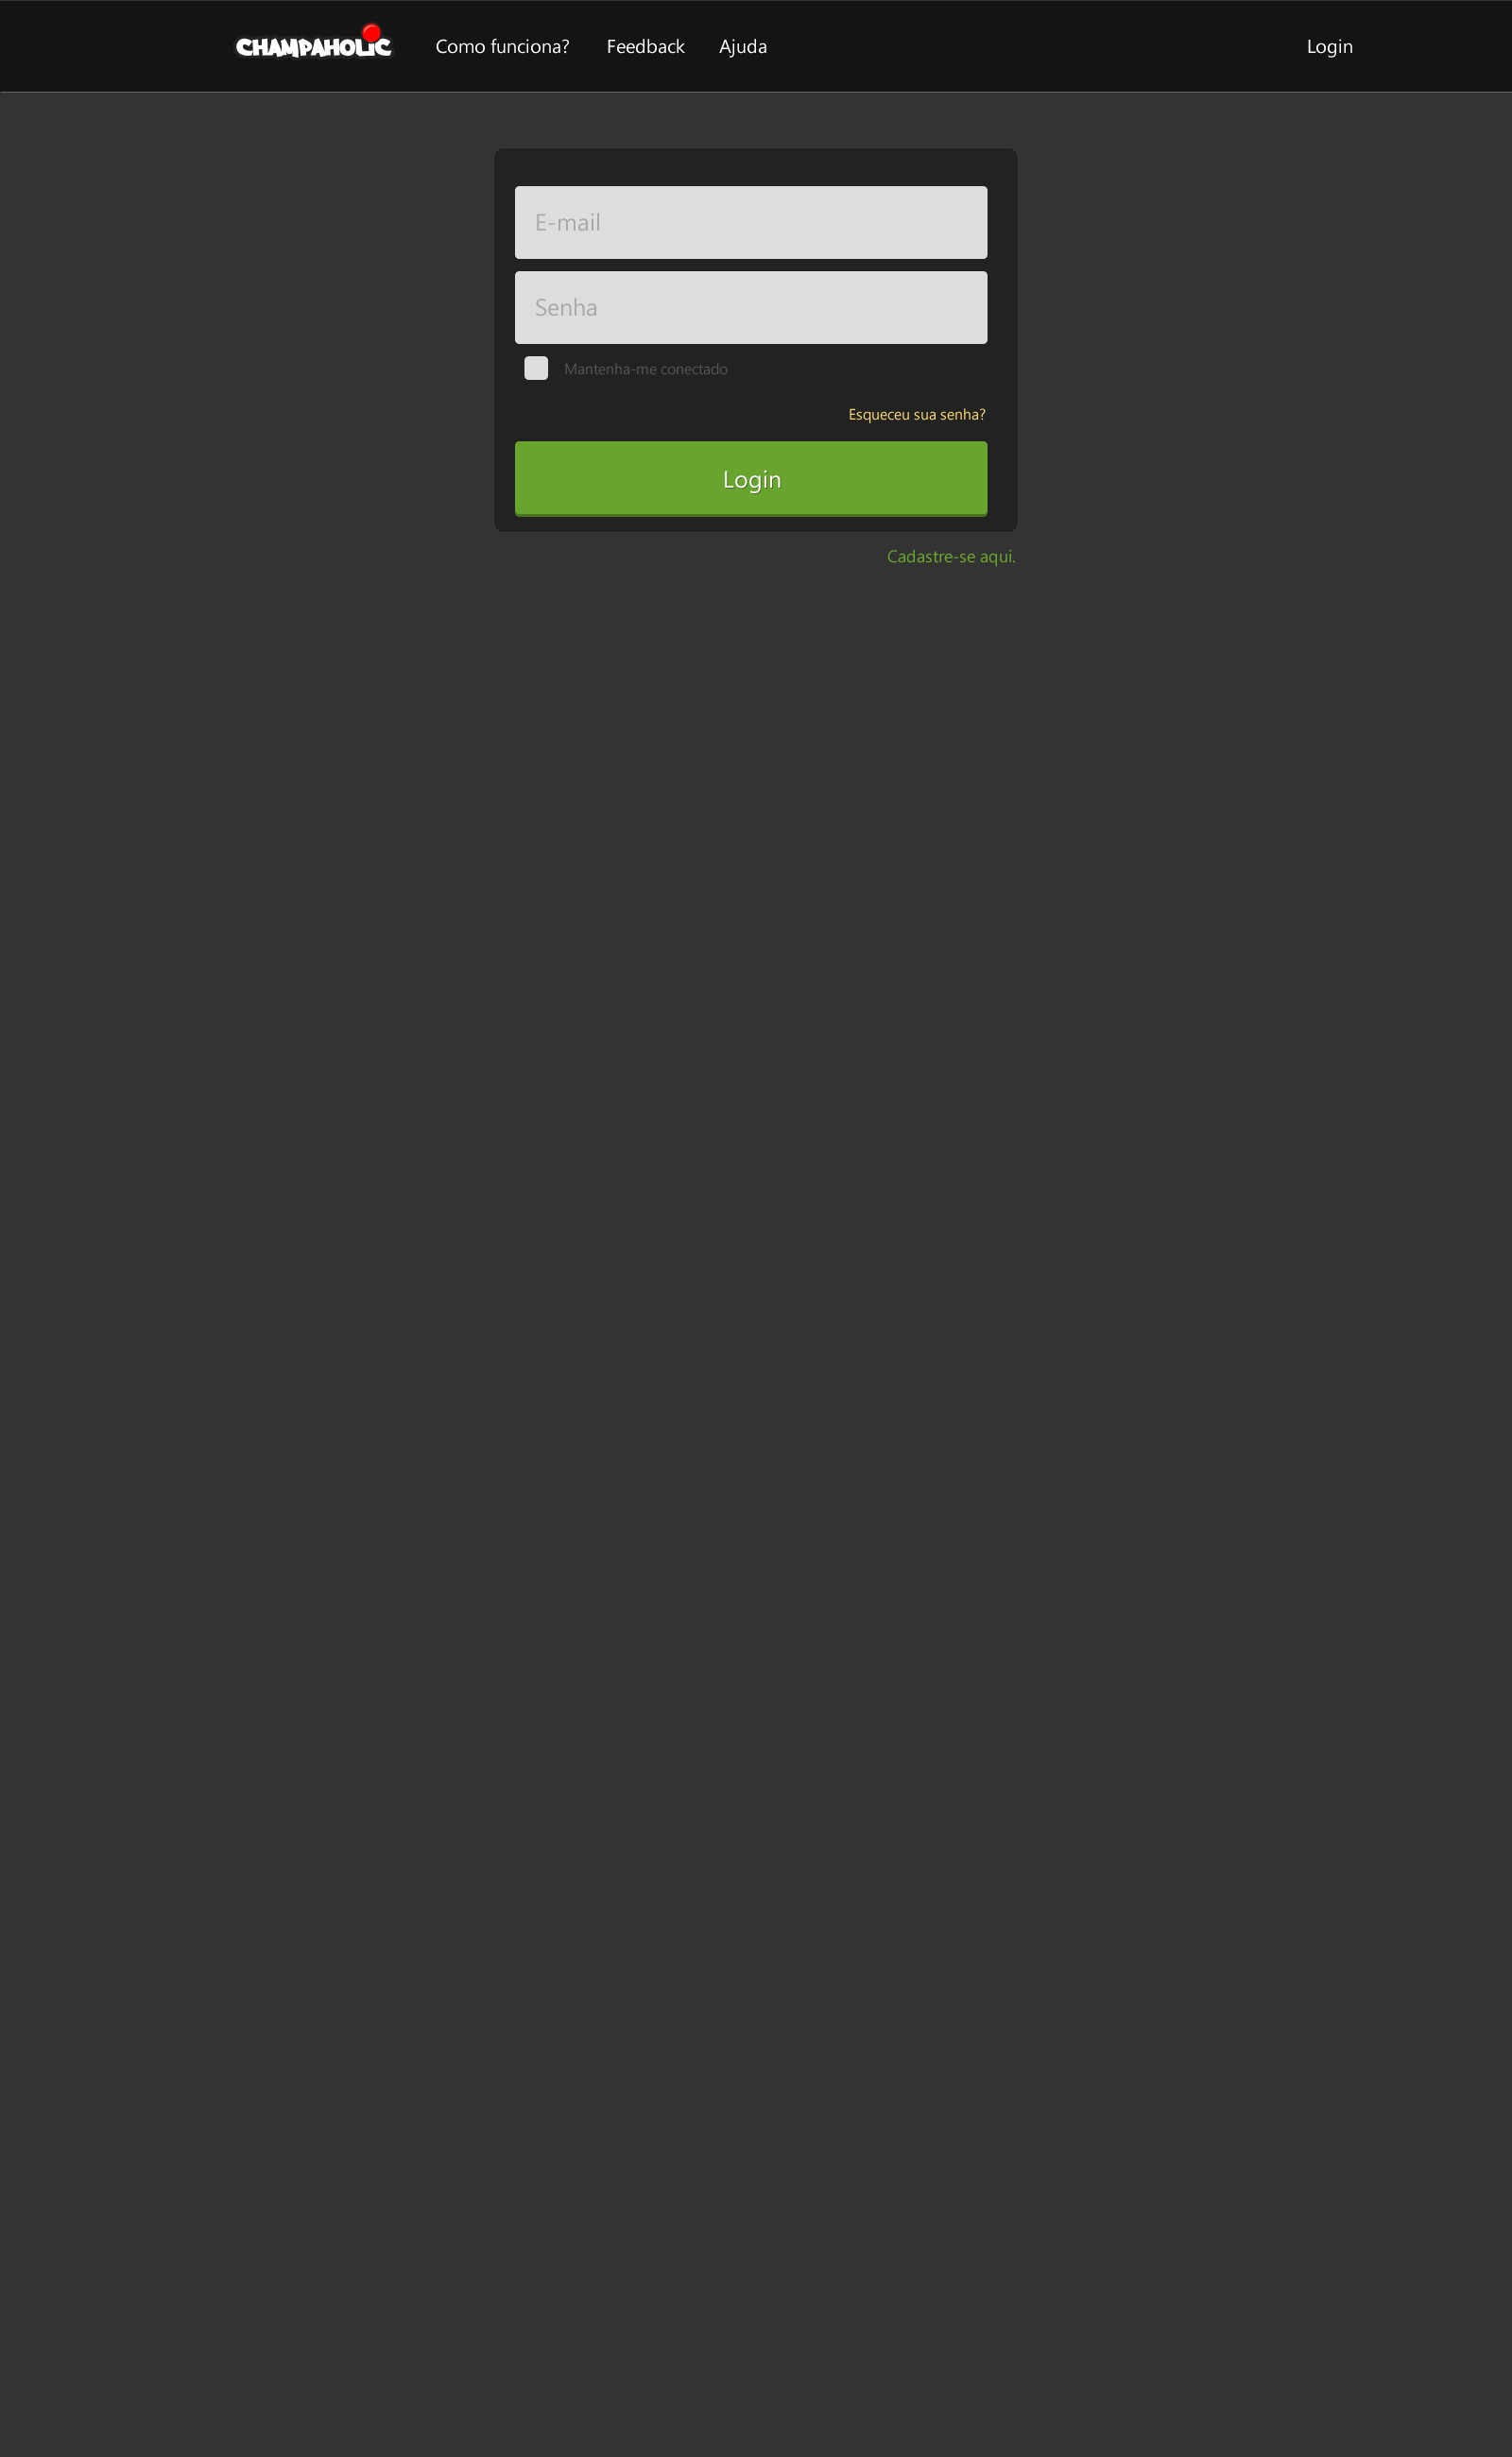 CHAMPAHOLIC Como funciona? Feedback Ajuda Login
E-mail
Senha
Mantenha-me conectado
Esqueceu sua senha?
Login
Cadastre-se aqui.